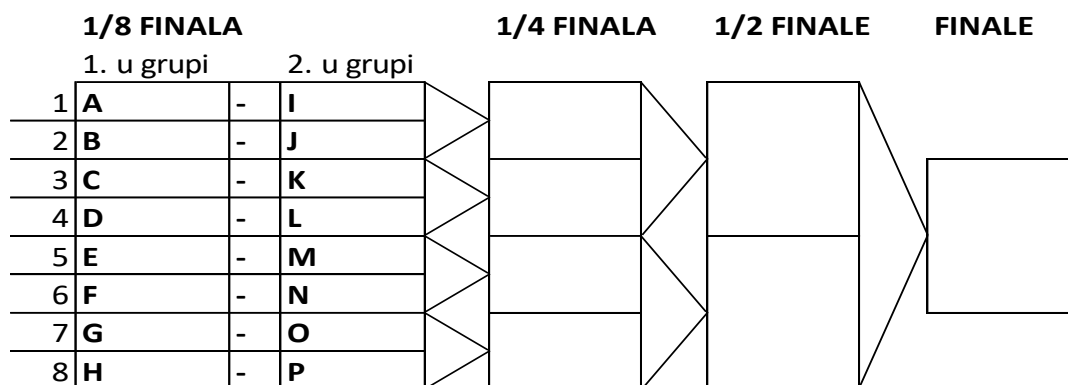 1/8 FINALA 1/4 FINALA 1/2 FINALE FINALE
1. u grupi 2. u grupi
1 A - I
2 B - J
3 C - K
4 D - L
5 E - M
6 F - N
7 G - O
8 H - P